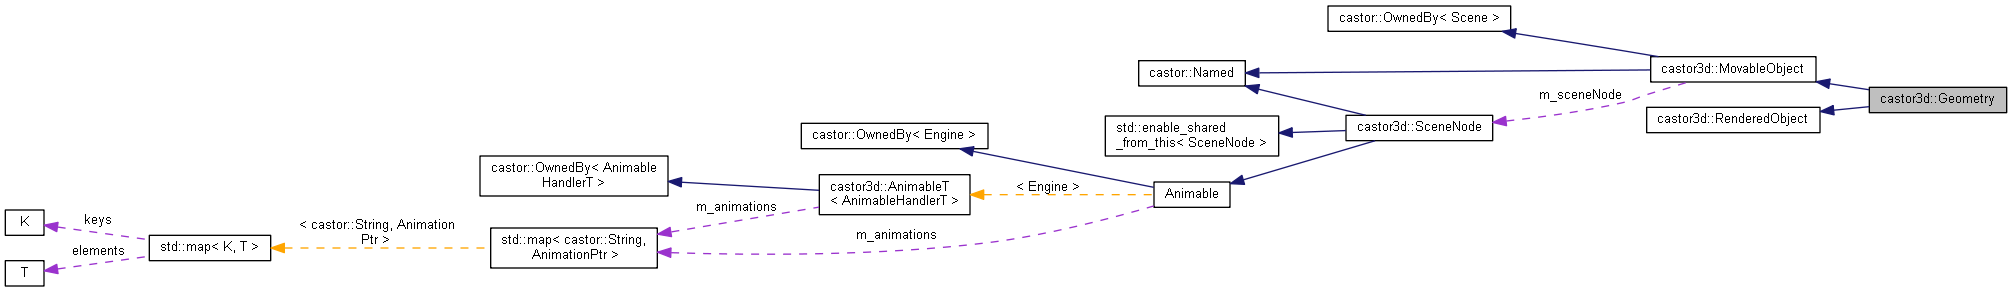 castor::OwnedBy< Scene >
castor3d::MovableObject
castor::Named
m_sceneNode
castor3d::Geometry
castor3d::RenderedObject
castor3d::SceneNode
std::enable_shared
_from_this< SceneNode >
castor::OwnedBy< Engine >
castor::OwnedBy< Animable
HandlerT >
castor3d::AnimableT
< AnimableHandlerT >
< Engine >
Animable
m_animations
K
keys
< castor::String, Animation
Ptr >
m_animations
std::map< castor::String,
AnimationPtr >
std::map< K, T >
elements
T